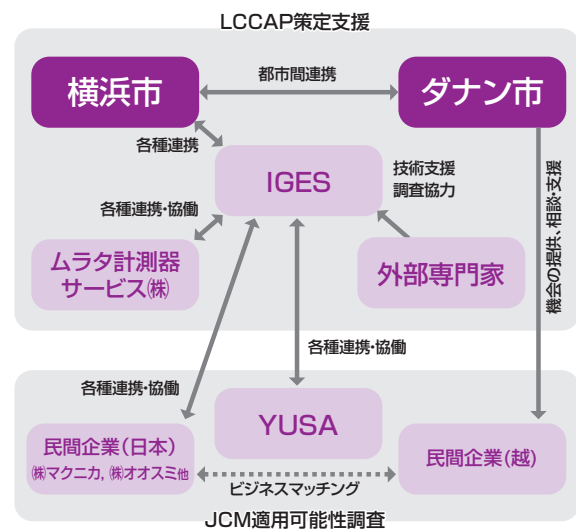 LCCAP策定支援
横浜市
都市間連携
ダナン市
各種連携
IGES
技術支援
調査協力
機会の提供、相談・支援
各種連携・協働
ムラタ計測器
サービス㈱
外部専門家
各種連携・協働
各種連携・協働
YUSA
民間企業(日本)
㈱マクニカ, ㈱オオスミ他
民間企業(越)
ビジネスマッチング
JCM適用可能性調査